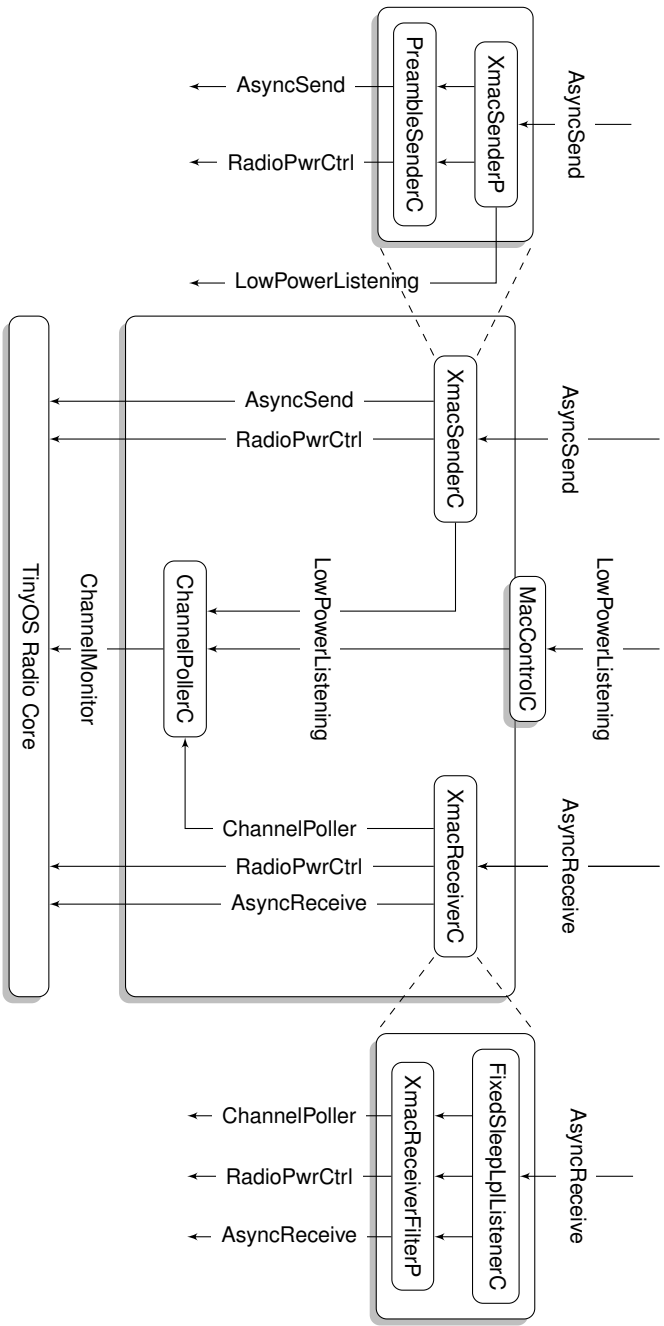 AsyncSend
XmacSenderP
PreambleSenderC
AsyncSend
RadioPwrCtrl
LowPowerListening
AsyncSend
XmacSenderC
AsyncSend
RadioPwrCtrl
LowPowerListening
MacControlC
LowPowerListening
ChannelPollerC
ChannelMonitor
TinyOS Radio Core
AsyncReceive
XmacReceiverC
ChannelPoller
RadioPwrCtrl
AsyncReceive
AsyncReceive
FixedSleepLplListenerC
XmacReceiverFilterP
ChannelPoller
RadioPwrCtrl
AsyncReceive